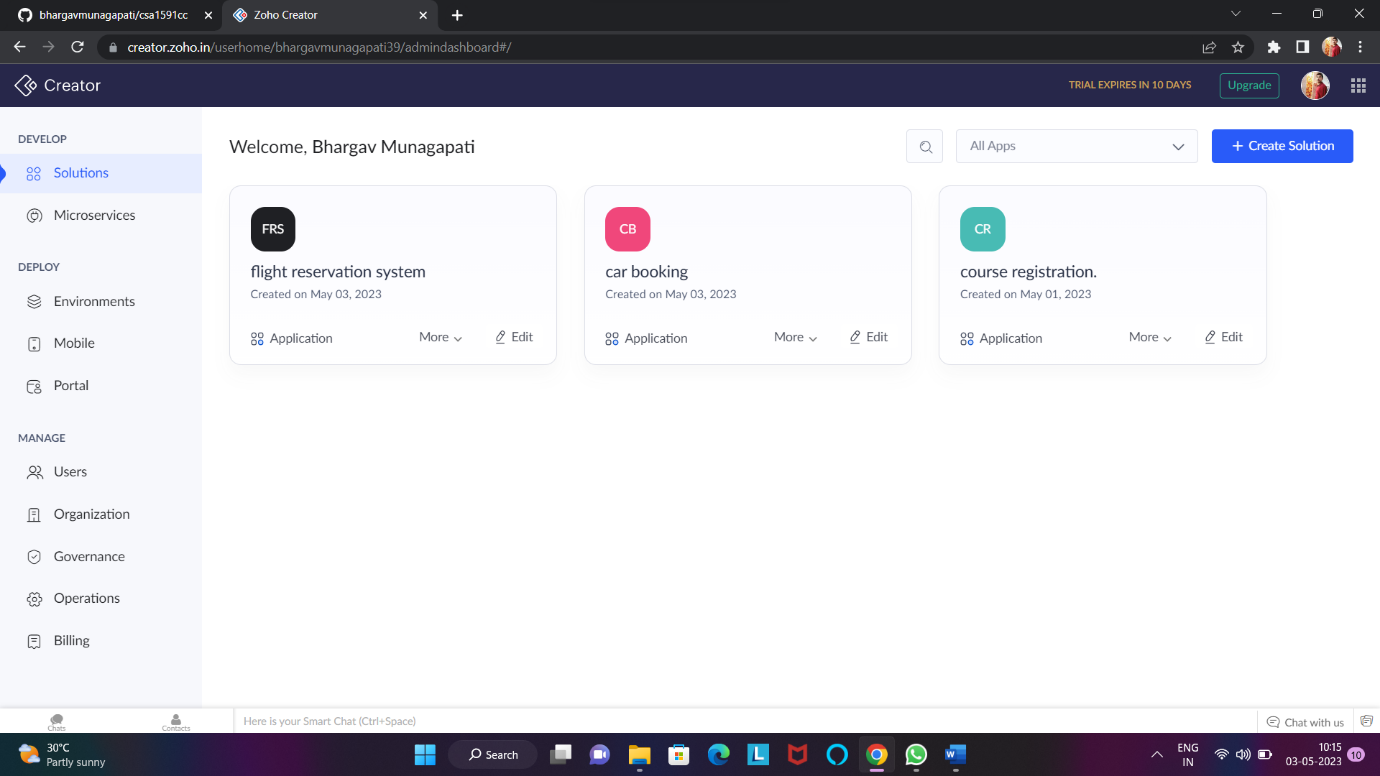 bhargavmunagapati/csa1591cc
Zoho Creator
creator.zoho.in/userhome/bhargavmunagapati39/admindashboard#/
Creator
TRIAL EXPIRES IN 10 DAYS
Upgrade
DEVELOP
Solutions
Microservices
DEPLOY
Environments
Mobile
Portal
MANAGE
Users
Organization
Governance
Operations
Billing
Welcome, Bhargav Munagapati
All Apps
+ Create Solution
FRS
flight reservation system
Created on May 03, 2023
Application More Edit
CB
car booking
Created on May 03, 2023
Application More Edit
CR
course registration.
Created on May 01, 2023
Application More Edit
Chats
Contacts
Here is your Smart Chat (Ctrl+Space)
Chat with us
30°C
Partly sunny
Search
L
W
ENG
IN
10:15
03-05-2023
10